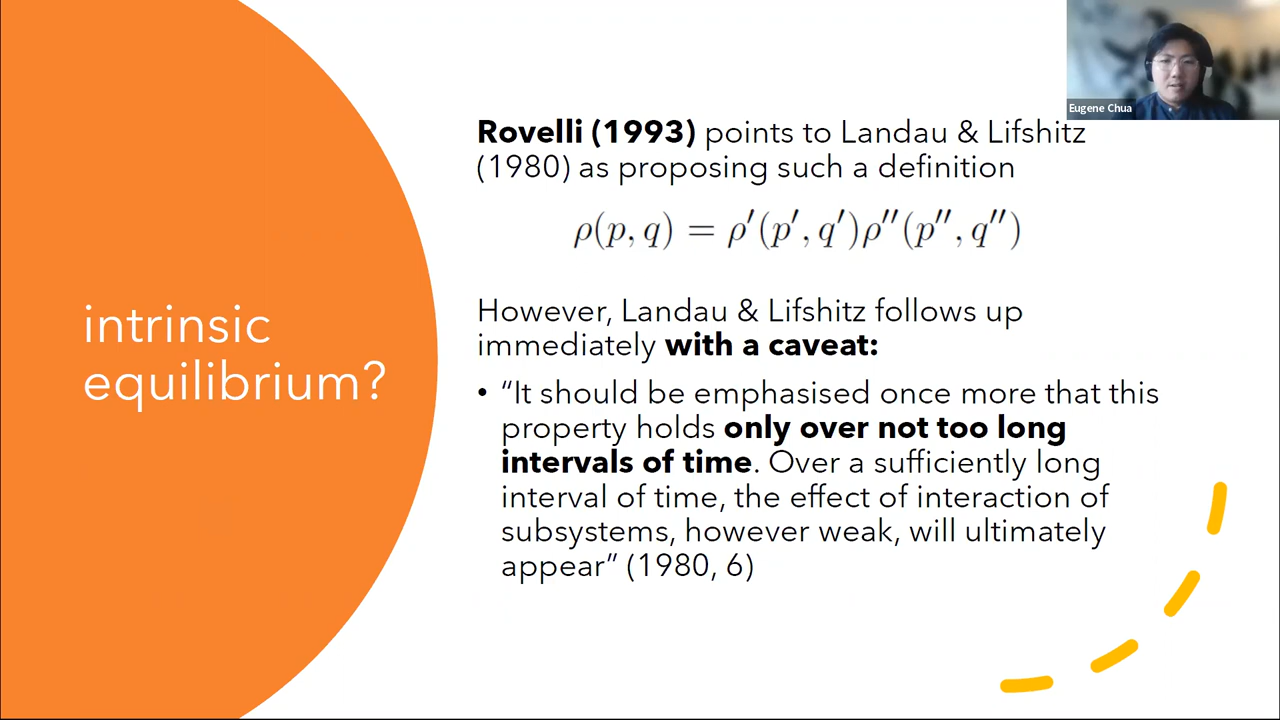 Eugene Chua
Rovelli (1993) points to Landau & Lifshitz
(1980) as proposing such a definition
ρ(p, q) = ρ′(p′, q′)ρ″(p″, q″)
intrinsic
equilibrium?
However, Landau & Lifshitz follows up
immediately with a caveat:
• “It should be emphasised once more that this
property holds only over not too long
intervals of time. Over a sufficiently long
interval of time, the effect of interaction of
subsystems, however weak, will ultimately
appear” (1980, 6)